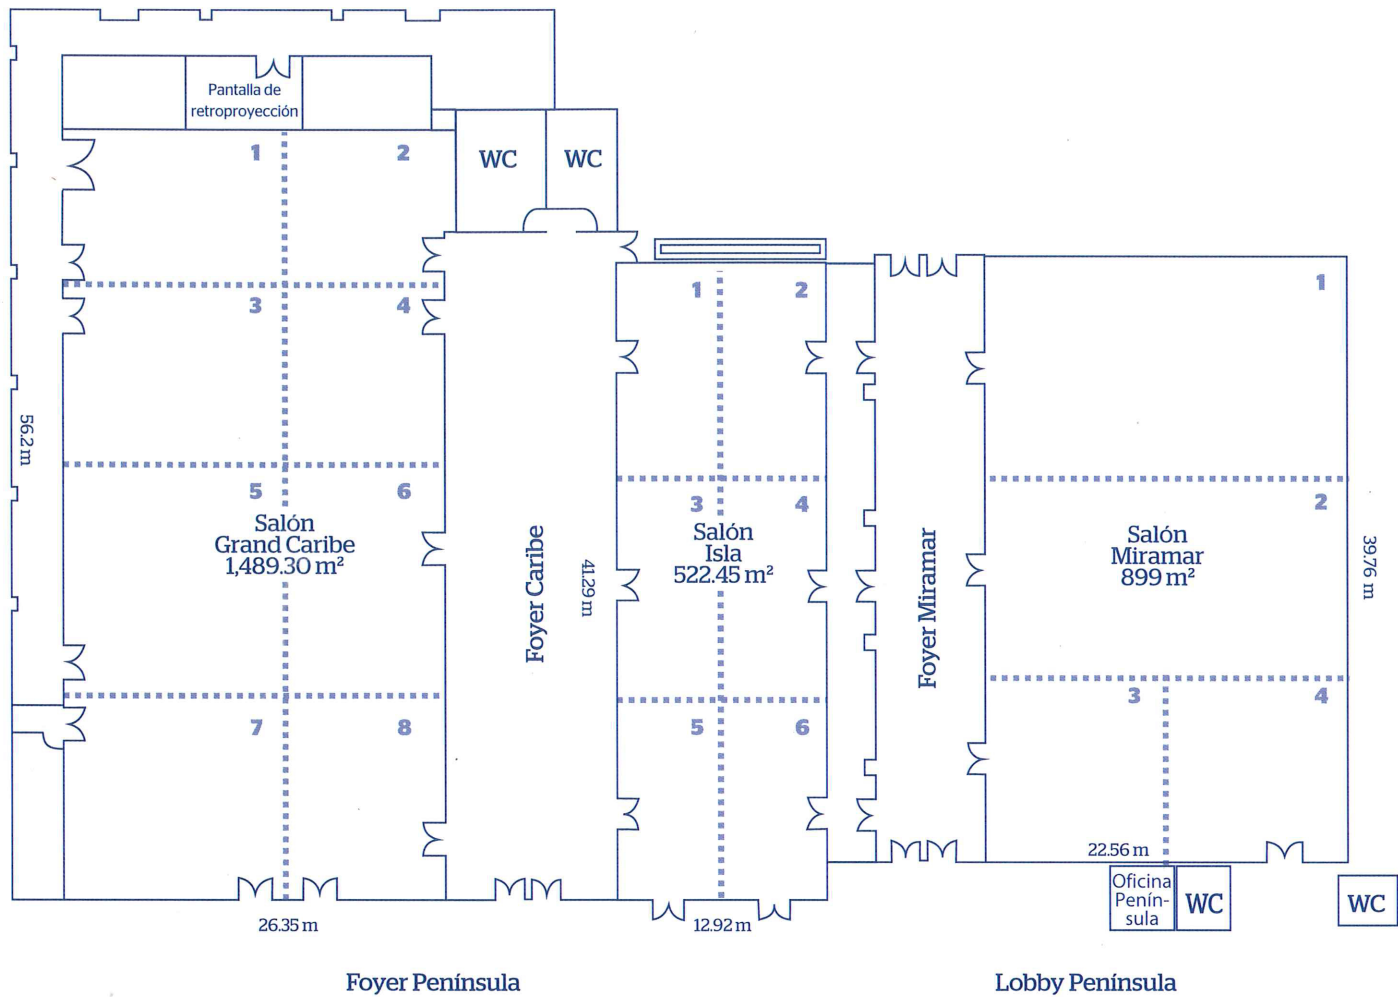 Pantalla de
retroproyección
1
2
WC
WC
3
4
1
2
1
56.2 m
5
6
Salón
Grand Caribe
1,489.30 m²
Foyer Caribe
41.29 m
3
4
Salón
Isla
522.45 m²
Foyer Miramar
2
Salón
Miramar
899 m²
39.76 m
7
8
5
6
3
4
22.56 m
26.35 m
12.92 m
Oficina
Penín-
sula
WC
WC
Foyer Península
Lobby Península